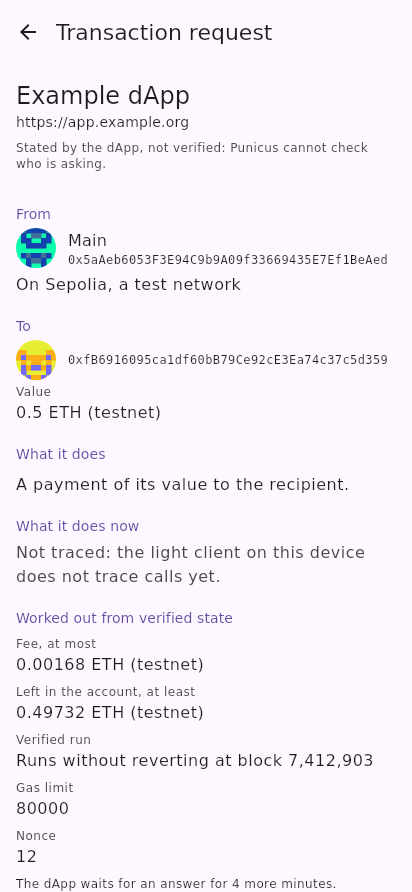 Transaction request
Example dApp
https://app.example.org
Stated by the dApp, not verified: Punicus cannot check
who is asking.
From
Main
0x5aAeb6053F3E94C9b9A09f33669435E7Ef1BeAed
On Sepolia, a test network
To
0xfB6916095ca1df60bB79Ce92cE3Ea74c37c5d359
Value
0.5 ETH (testnet)
What it does
A payment of its value to the recipient.
What it does now
Not traced: the light client on this device
does not trace calls yet.
Worked out from verified state
Fee, at most
0.00168 ETH (testnet)
Left in the account, at least
0.49732 ETH (testnet)
Verified run
Runs without reverting at block 7,412,903
Gas limit
80000
Nonce
12
The dApp waits for an answer for 4 more minutes.